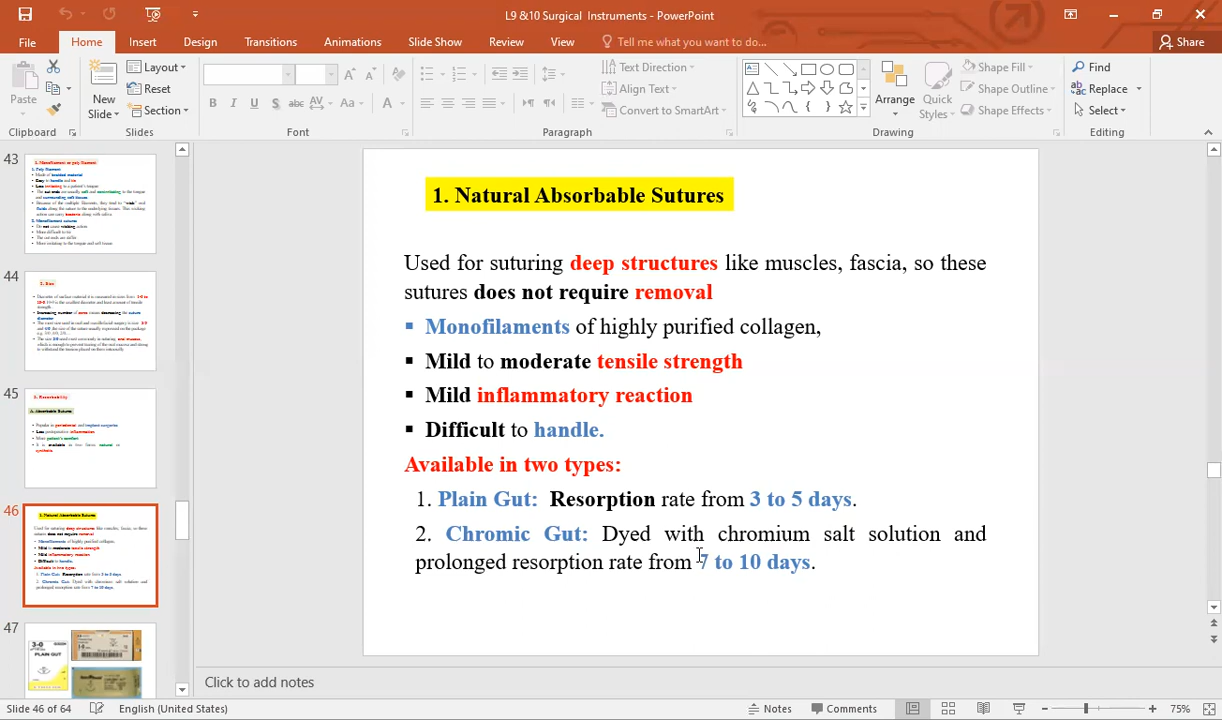 L9 &10 Surgical Instruments - PowerPoint
File Home Insert Design Transitions Animations Slide Show Review View Tell me what you want to do... Share
Paste
New Slide
Layout
Reset
Section
B I U S abc AV Aa A
Text Direction
Align Text
Convert to SmartArt
Arrange
Quick Styles
Shape Fill
Shape Outline
Shape Effects
Find
Replace
Select
Clipboard Slides Font Paragraph Drawing Editing
43
44
45
46
47
3-0
PLAIN GUT
1. Natural Absorbable Sutures
Used for suturing deep structures like muscles, fascia, so these
sutures does not require removal
▪ Monofilaments of highly purified collagen,
▪ Mild to moderate tensile strength
▪ Mild inflammatory reaction
▪ Difficult to handle.
Available in two types:
1. Plain Gut: Resorption rate from 3 to 5 days.
2. Chromic Gut: Dyed with chromium salt solution and
prolonged resorption rate from 7 to 10 days.
Click to add notes
Slide 46 of 64 English (United States) Notes Comments 75%